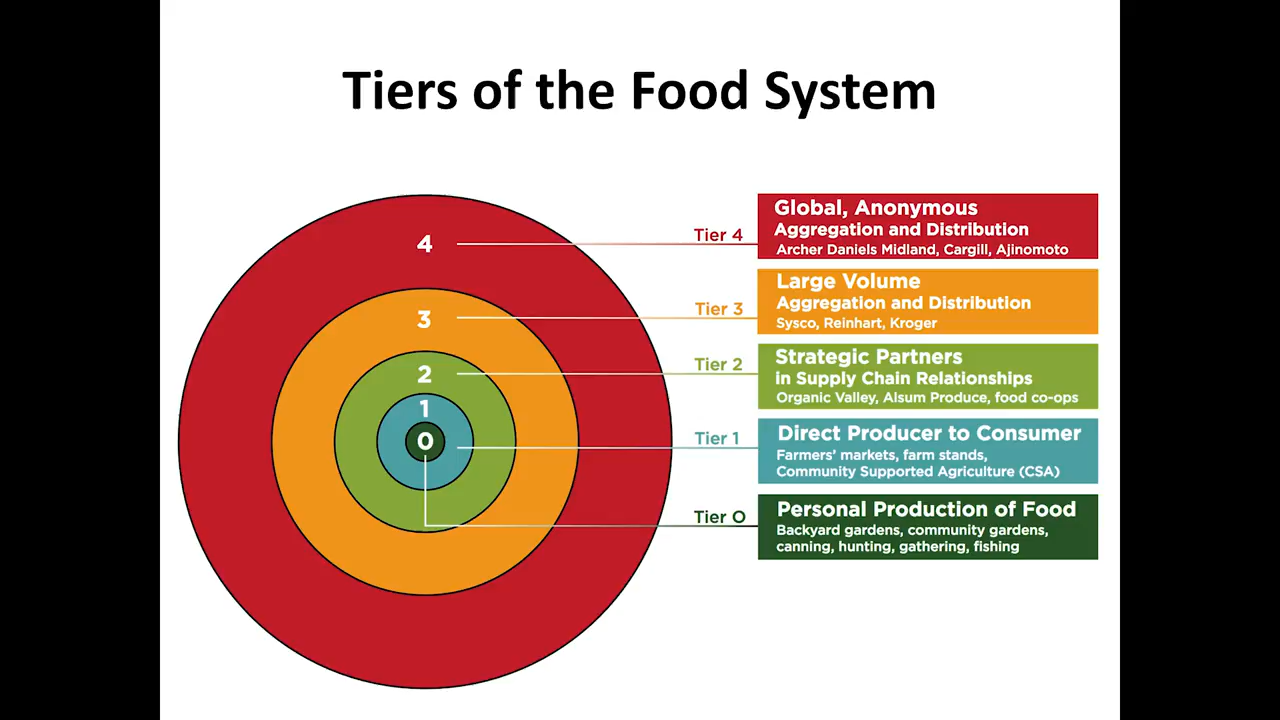 Tiers of the Food System
4
3
2
1
0
Tier 4
Global, Anonymous
Aggregation and Distribution
Archer Daniels Midland, Cargill, Ajinomoto
Tier 3
Large Volume
Aggregation and Distribution
Sysco, Reinhart, Kroger
Tier 2
Strategic Partners
in Supply Chain Relationships
Organic Valley, Alsum Produce, food co-ops
Tier 1
Direct Producer to Consumer
Farmers’ markets, farm stands,
Community Supported Agriculture (CSA)
Tier O
Personal Production of Food
Backyard gardens, community gardens,
canning, hunting, gathering, fishing